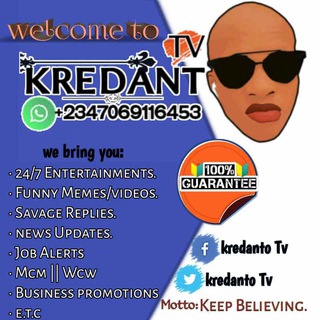 welcome to
TV
KREDANT
+2347069116453
we bring you:
· 24/7 Entertainments.
· Funny Memes/videos.
· Savage Replies.
· news Updates.
· Job Alerts
· Mcm || Wcw
· Business promotions
· E.T.C
100%
GUARANTEE
f kredanto Tv
kredanto Tv
Motto: Keep Believing.